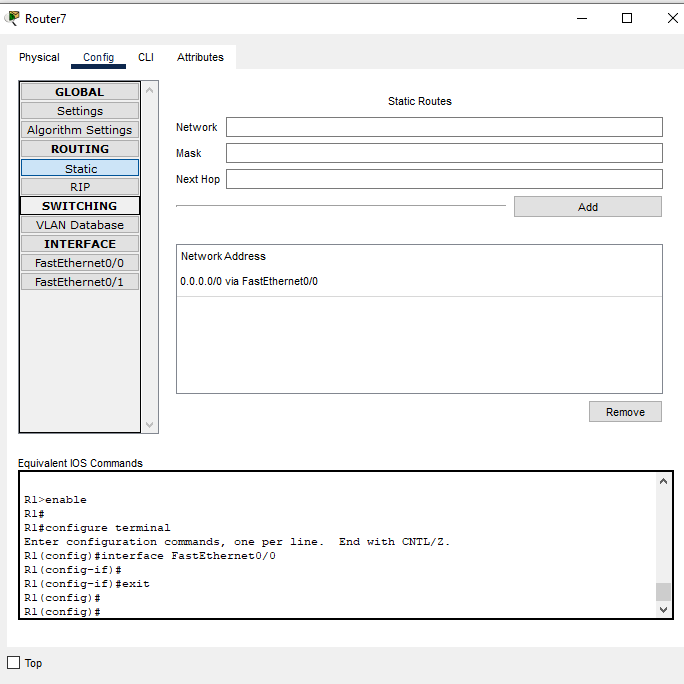 Router7
Physical Config CLI Attributes
GLOBAL
Settings
Algorithm Settings
ROUTING
Static
RIP
SWITCHING
VLAN Database
INTERFACE
FastEthernet0/0
FastEthernet0/1
Static Routes
Network
Mask
Next Hop
Add
Network Address
0.0.0.0/0 via FastEthernet0/0
Remove
Equivalent IOS Commands
R1>enable
R1#
R1#configure terminal
Enter configuration commands, one per line.  End with CNTL/Z.
R1(config)#interface FastEthernet0/0
R1(config-if)#
R1(config-if)#exit
R1(config)#
R1(config)#
Top